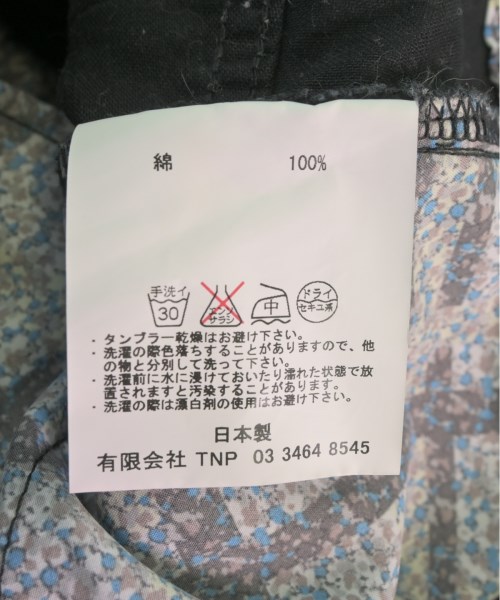 綿 100%
手洗イ 30 エンソ サラシ 中 ドライ セキユ系
・タンブラー乾燥はお避け下さい。
・洗濯の際色落ちすることがありますので、他
の物と分別して洗って下さい。
・洗濯前に水に浸けておいたり濡れた状態で放
置されますと汚染することがあります。
・洗濯の際は漂白剤の使用はお避け下さい。
日本製
有限会社 TNP 03 3464 8545